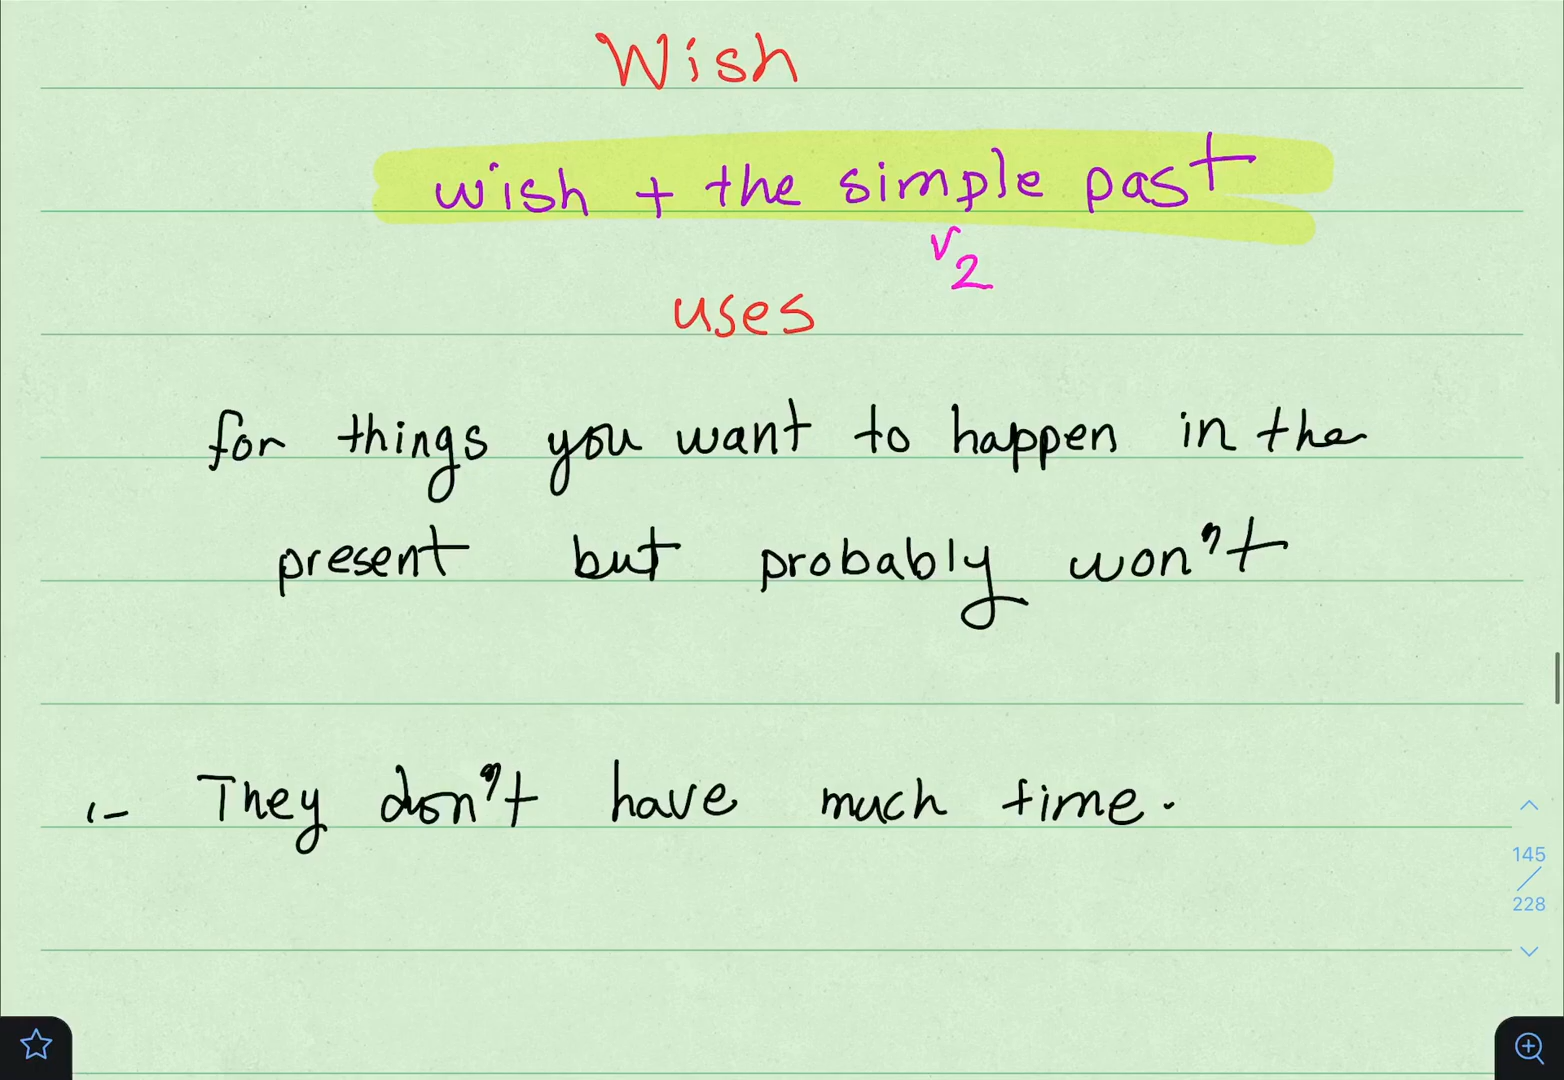 Wish
wish + the simple past
v2
uses
for things you want to happen in the
present but probably won't
1- They don't have much time.
145
/
228